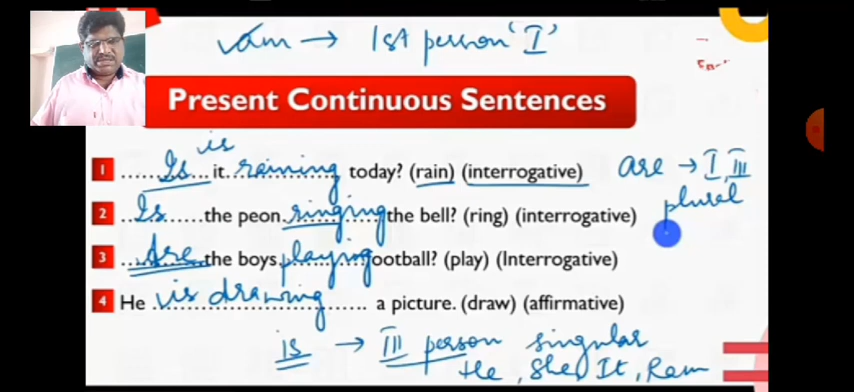 am → 1st person 'I'
Present Continuous Sentences
is
1 Is it raining today? (rain) (interrogative)
are → I, III
plural
2 Is the peon ringing the bell? (ring) (interrogative)
3 Are the boys playing football? (play) (Interrogative)
4 He is drawing a picture. (draw) (affirmative)
is → III person singular
He, She, It, Ram